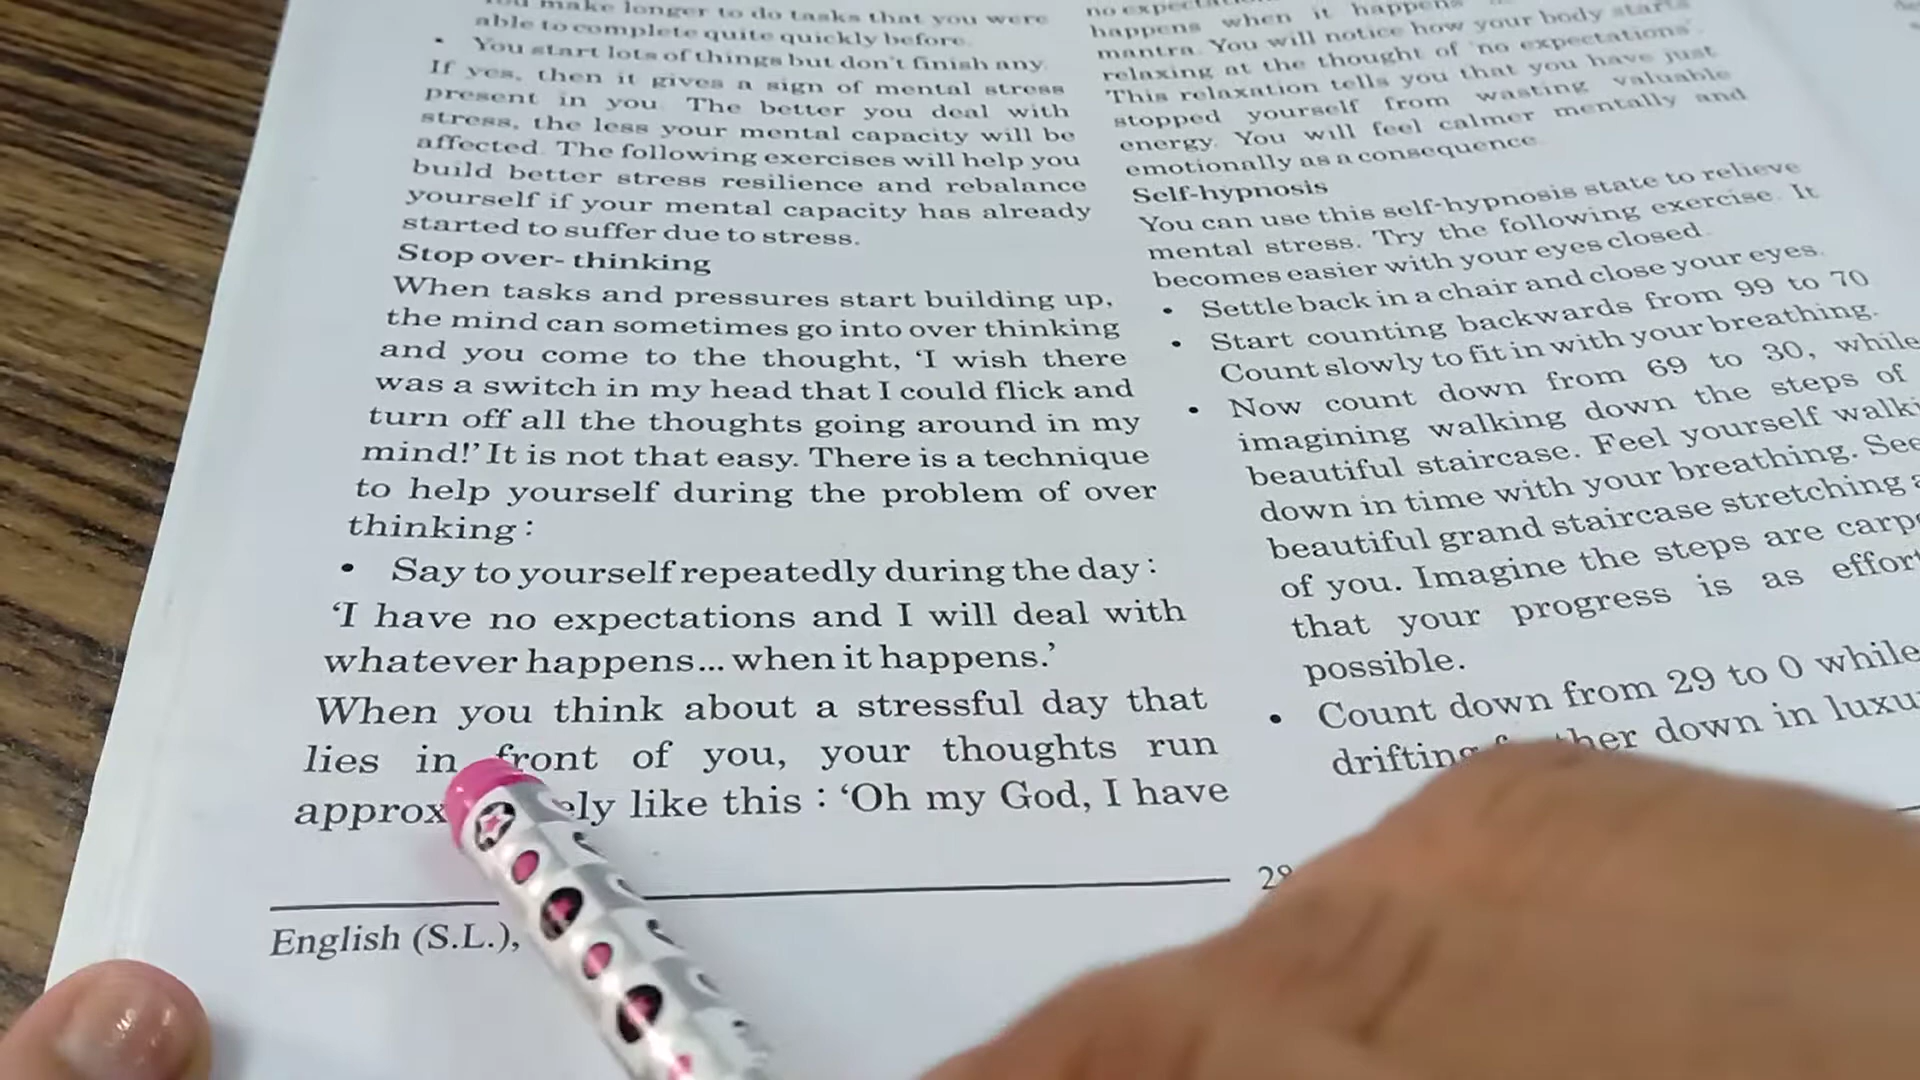 make longer to do tasks that you were
able to complete quite quickly before.
• You start lots of things but don't finish any.
If yes, then it gives a sign of mental stress
present in you. The better you deal with
stress, the less your mental capacity will be
affected. The following exercises will help you
build better stress resilience and rebalance
yourself if your mental capacity has already
started to suffer due to stress.
Stop over- thinking
When tasks and pressures start building up,
the mind can sometimes go into over thinking
and you come to the thought, 'I wish there
was a switch in my head that I could flick and
turn off all the thoughts going around in my
mind!' It is not that easy. There is a technique
to help yourself during the problem of over
thinking :
• Say to yourself repeatedly during the day :
'I have no expectations and I will deal with
whatever happens... when it happens.'
When you think about a stressful day that
lies in front of you, your thoughts run
like this : 'Oh my God, I have
English (S.L.),
no
happens when it happens
mantra. You will notice how your body starts
relaxing at the thought of 'no expectations'.
This relaxation tells you that you have just
stopped yourself from wasting valuable
energy. You will feel calmer mentally and
emotionally as a consequence.
Self-hypnosis
You can use this self-hypnosis state to relieve
mental stress. Try the following exercise. It
becomes easier with your eyes closed.
• Settle back in a chair and close your eyes.
• Start counting backwards from 99 to 70
Count slowly to fit in with your breathing.
• Now count down from 69 to 30, while
imagining walking down the steps of
beautiful staircase. Feel yourself
down in time with your breathing. See
beautiful grand staircase stretching
of you. Imagine the steps are
that your progress is as
possible.
• Count down from 29 to 0 while
drifting down in